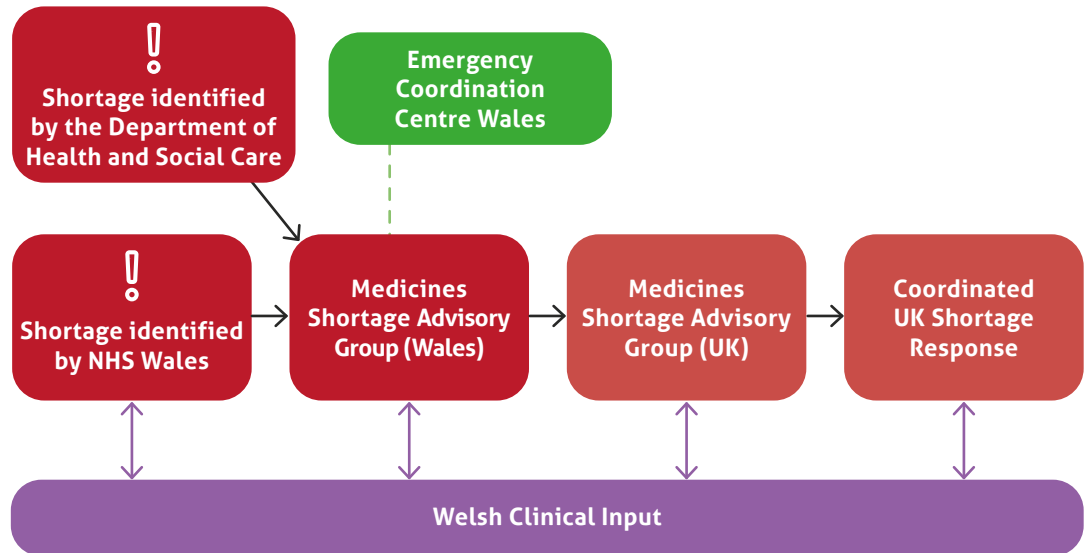 !
Shortage identified
by the Department of
Health and Social Care
Emergency
Coordination
Centre Wales
!
Shortage identified
by NHS Wales
Medicines
Shortage Advisory
Group (Wales)
Medicines
Shortage Advisory
Group (UK)
Coordinated
UK Shortage
Response
Welsh Clinical Input